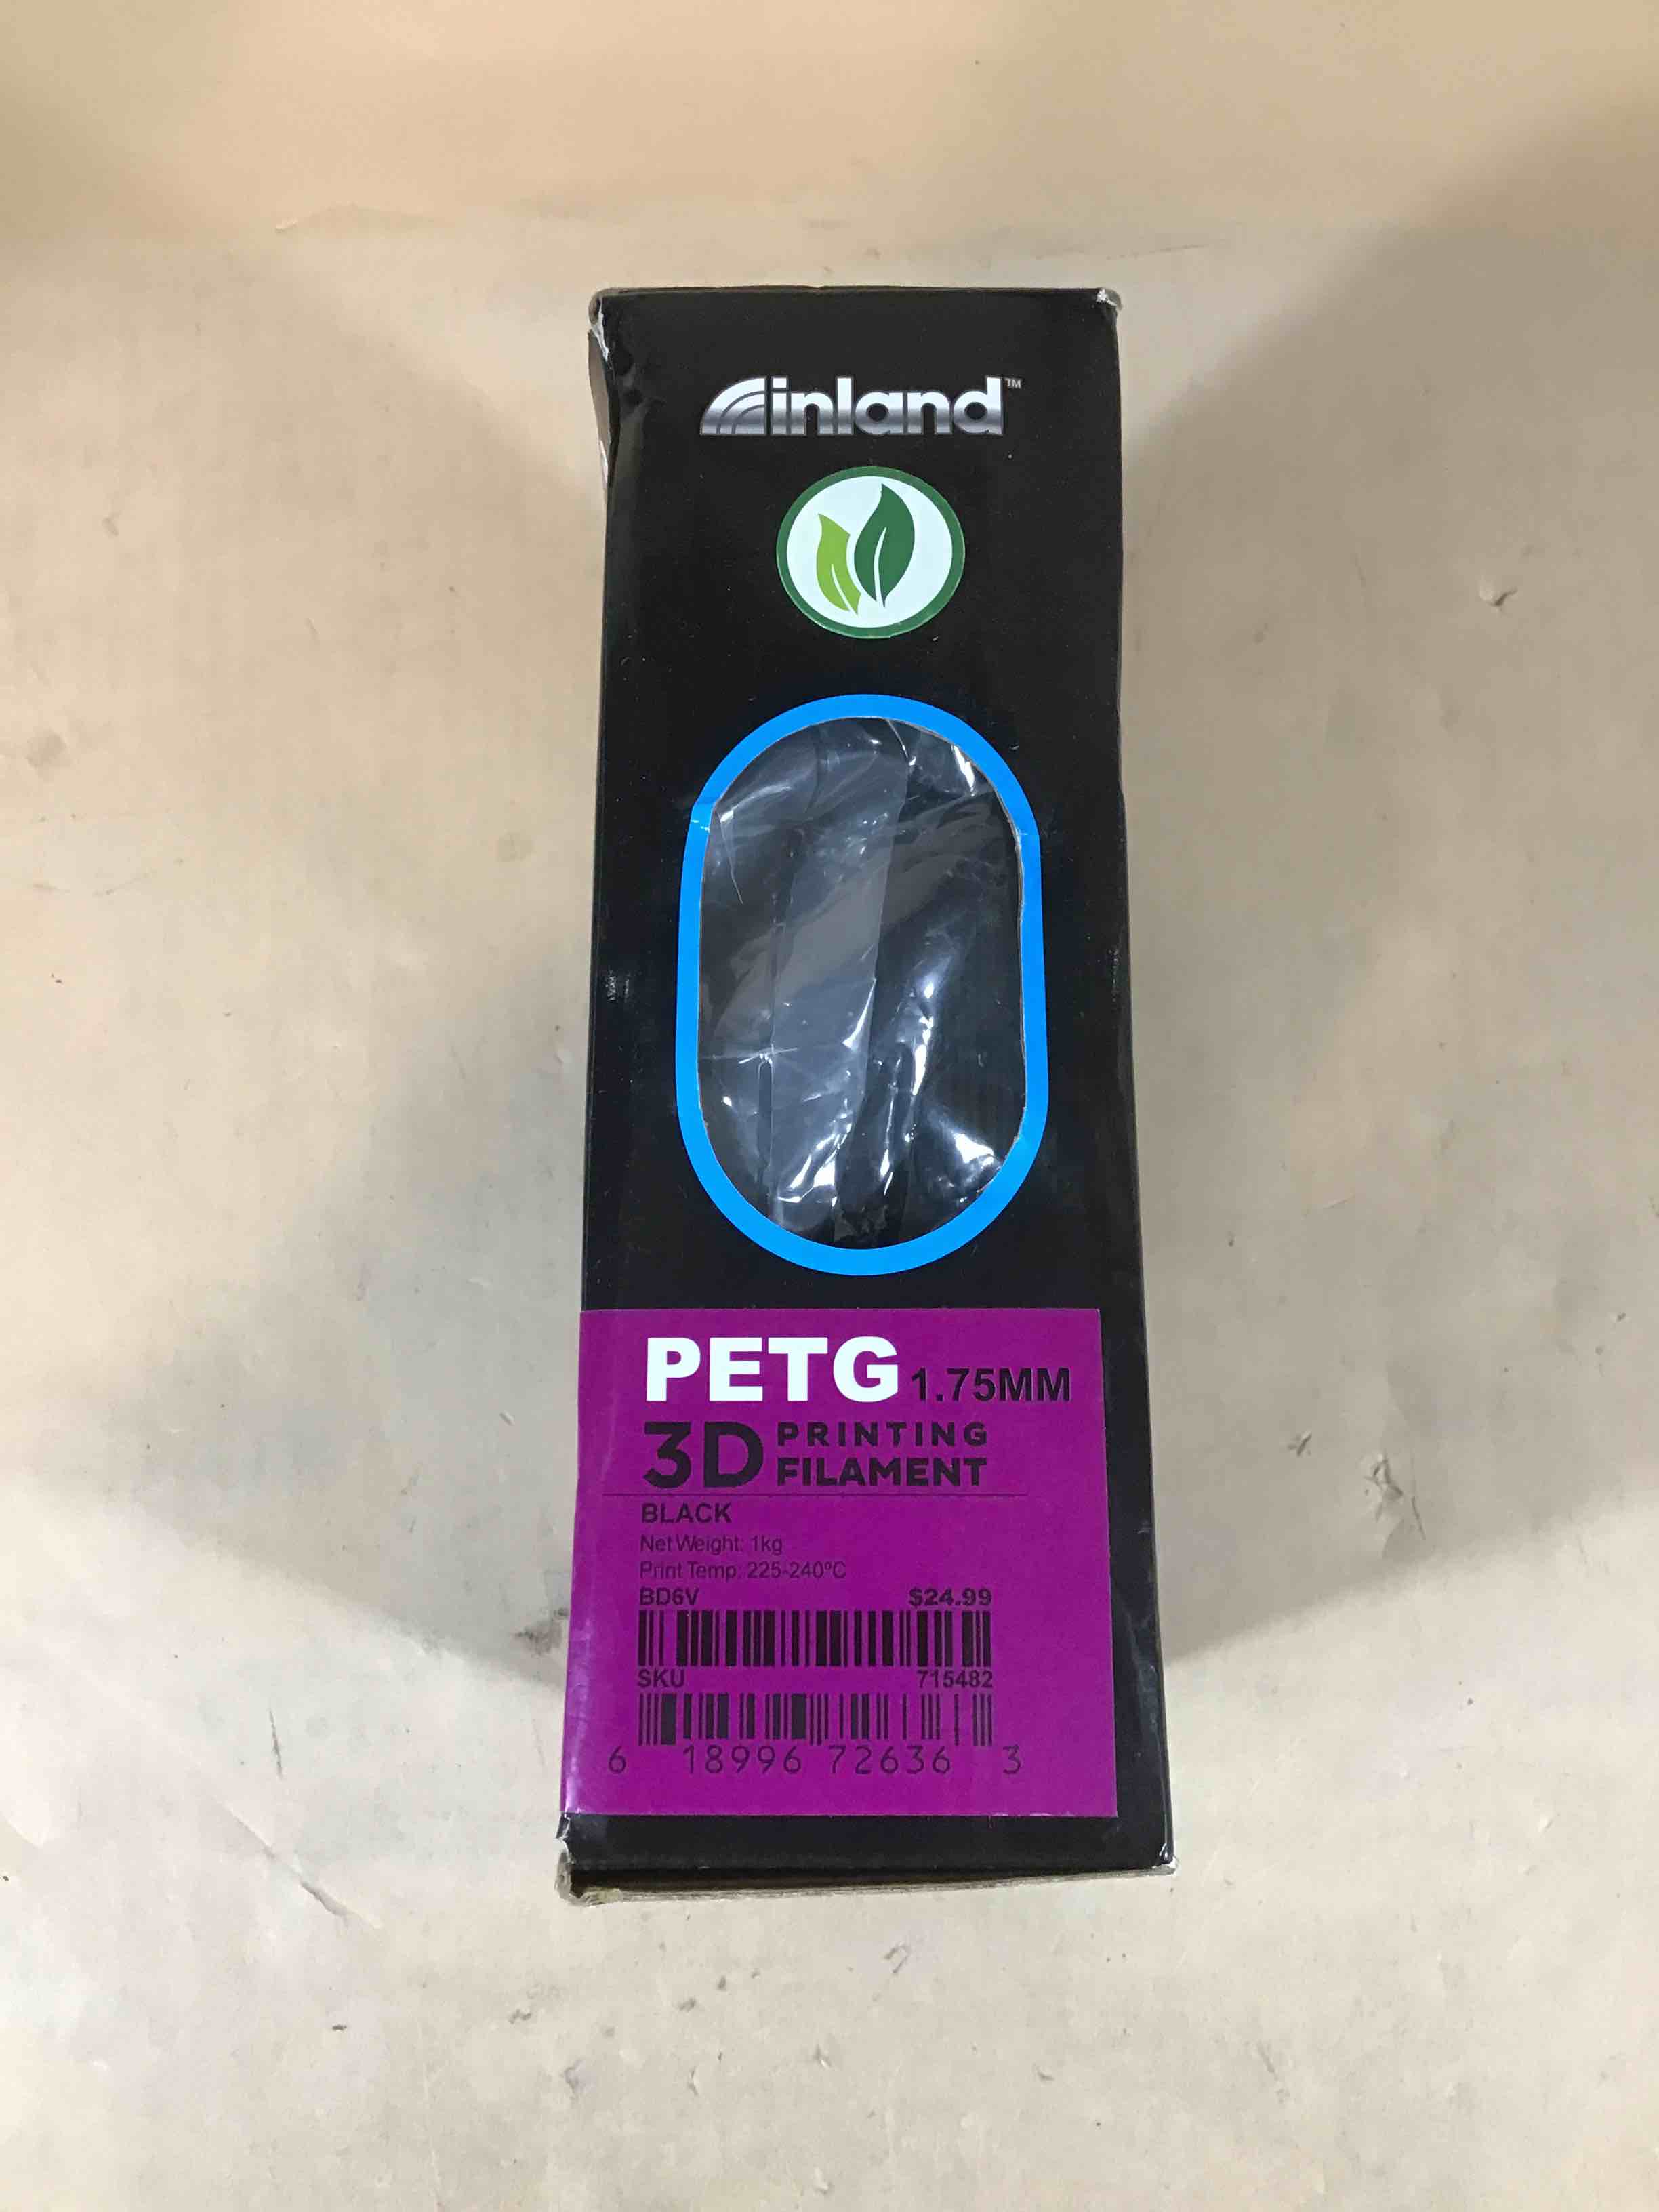 inland™
PETG 1.75MM
3D PRINTING
FILAMENT
BLACK
Net Weight: 1kg
Print Temp: 225-240°C
BD6V $24.99
SKU 715482
6 18996 72636 3